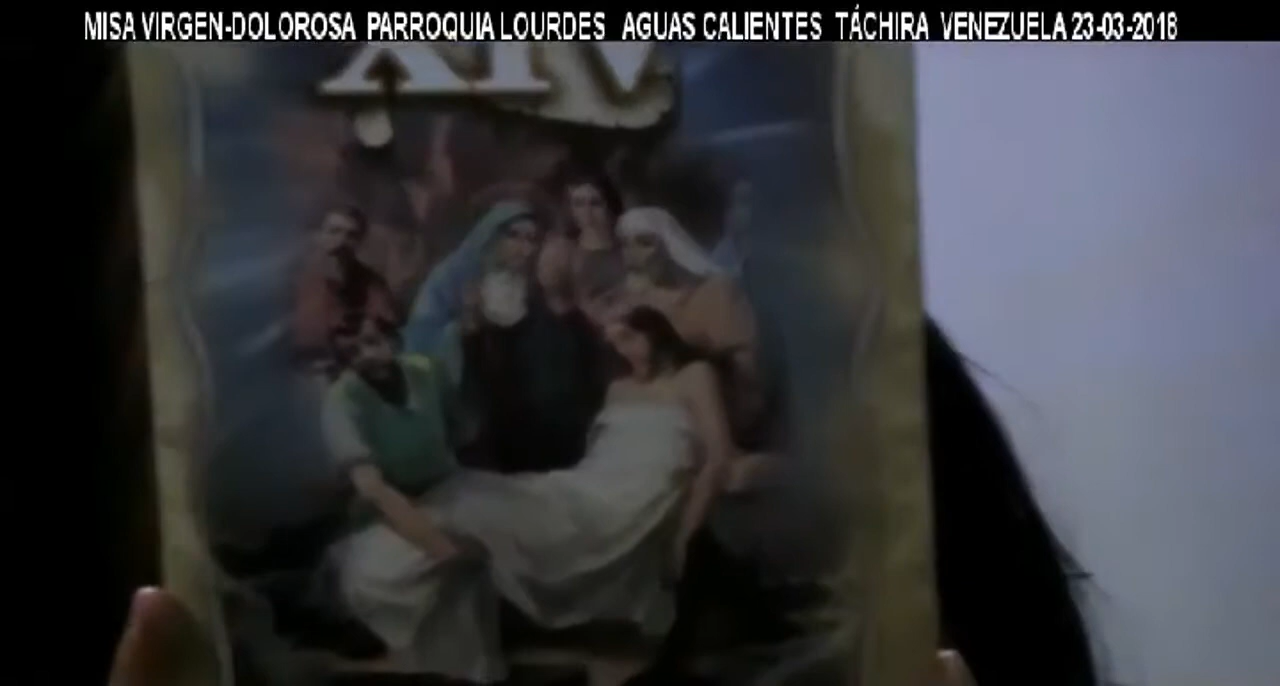 MISA VIRGEN-DOLOROSA PARROQUIA LOURDES AGUAS CALIENTES TÁCHIRA VENEZUELA 23-03-2018
XIV